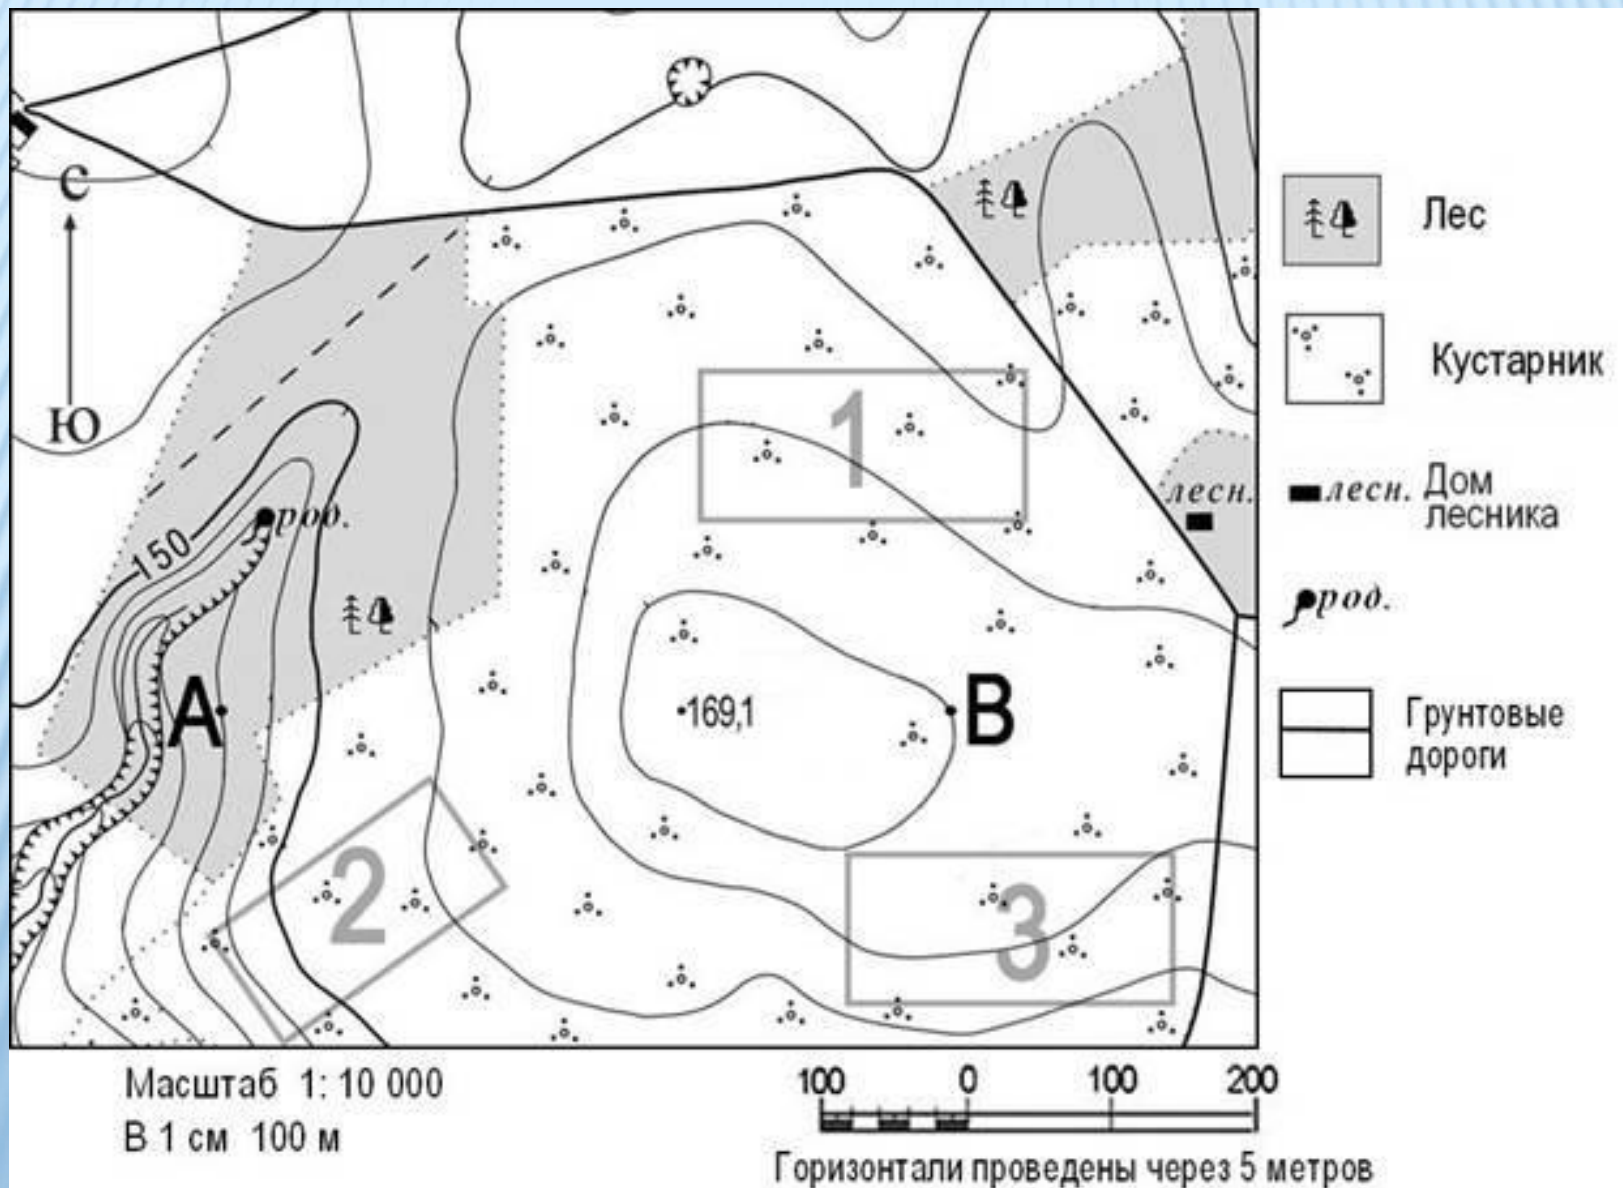 С
Ю
Лес
1
Кустарник
лесн.
лесн. Дом
лесника
150
род.
род.
А
169,1
В
Грунтовые
дороги
2
3
Масштаб 1: 10 000
В 1 см 100 м
100 0 100 200
Горизонтали проведены через 5 метров